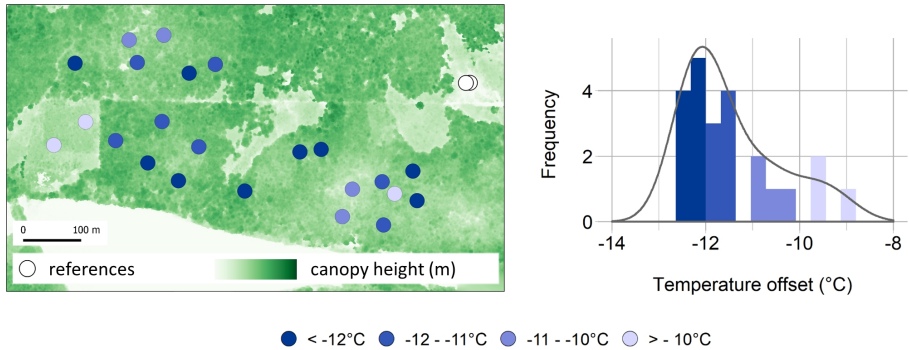 0 100 m
references
canopy height (m)
Frequency
4
2
0
-14 -12 -10 -8
Temperature offset (°C)
< -12°C -12 - -11°C -11 - -10°C > - 10°C